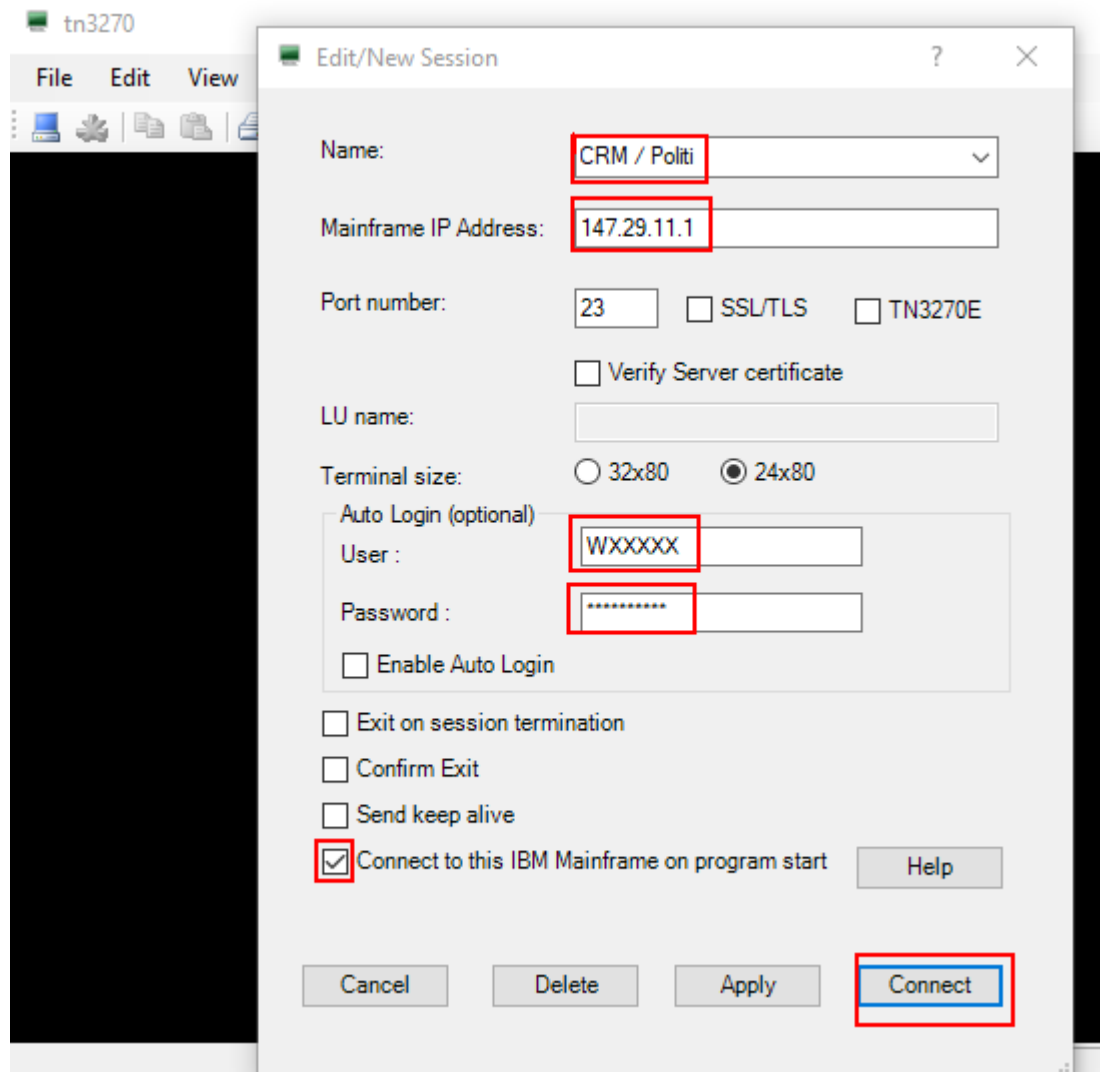 tn3270
Edit/New Session ?
File Edit View
Name: CRM / Politi
Mainframe IP Address: 147.29.11.1
Port number: 23 SSL/TLS TN3270E
Verify Server certificate
LU name:
Terminal size: 32x80 24x80
Auto Login (optional)
User : WXXXXX
Password : **********
Enable Auto Login
Exit on session termination
Confirm Exit
Send keep alive
Connect to this IBM Mainframe on program start Help
Cancel Delete Apply Connect